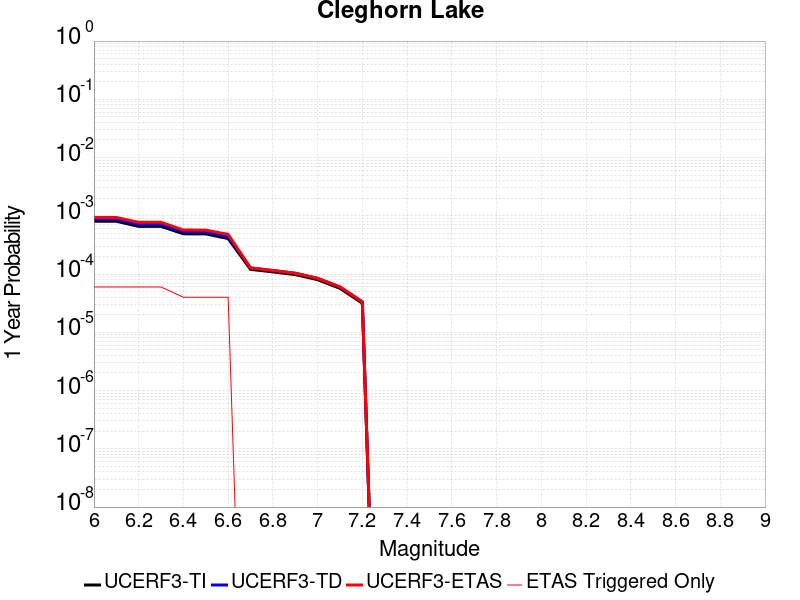 Cleghorn Lake
10^0
10^-1
10^-2
10^-3
10^-4
10^-5
10^-6
10^-7
10^-8
1 Year Probability
6 6.2 6.4 6.6 6.8 7 7.2 7.4 7.6 7.8 8 8.2 8.4 8.6 8.8 9
Magnitude
UCERF3-TI UCERF3-TD UCERF3-ETAS ETAS Triggered Only